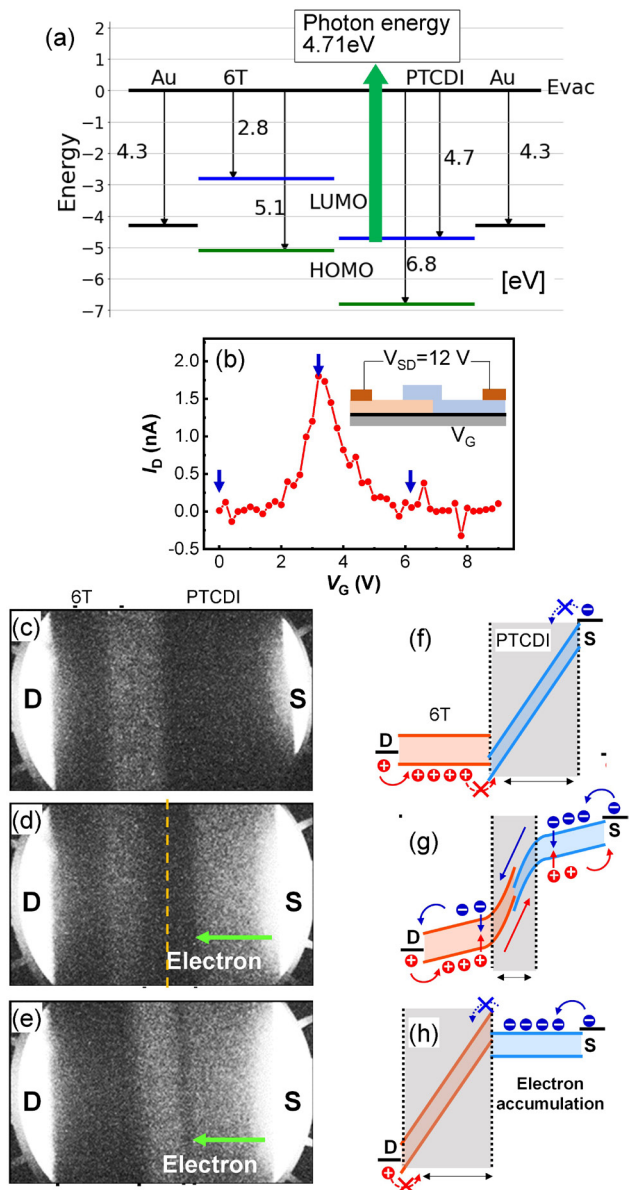 (a)
Photon energy
4.71eV
2
1
0
−1
−2
−3
−4
−5
−6
−7
Energy
Au
6T
PTCDI
Au
Evac
4.3
2.8
5.1
4.7
4.3
6.8
LUMO
HOMO
[eV]
(b)
V_SD=12 V
V_G
2.0
1.5
1.0
0.5
0.0
-0.5
I_D (nA)
0
2
4
6
8
V_G (V)
6T
PTCDI
(c)
D
S
(d)
D
S
Electron
(e)
D
S
Electron
(f)
PTCDI
S
6T
D
(g)
S
D
(h)
S
Electron
accumulation
D